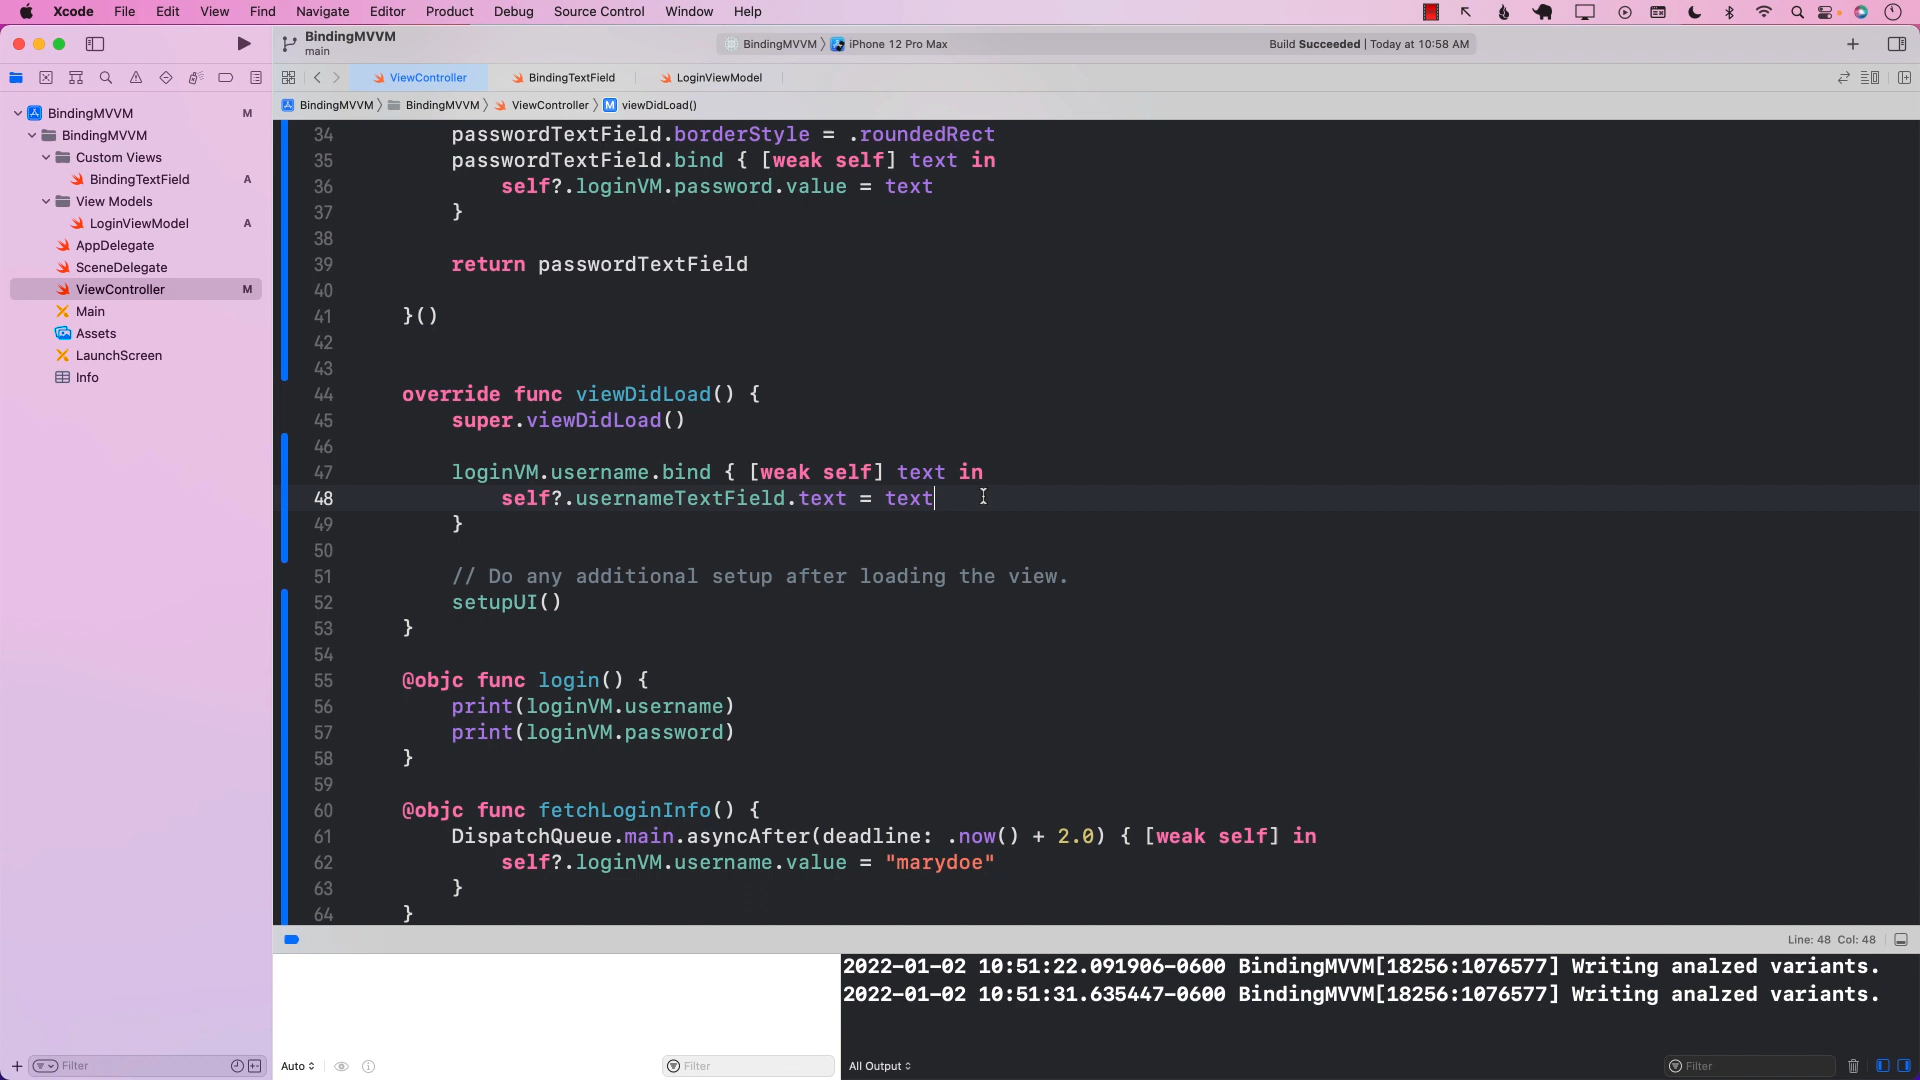 Xcode File Edit View Find Navigate Editor Product Debug Source Control Window Help
BindingMVVM
main
BindingMVVM iPhone 12 Pro Max
Build Succeeded | Today at 10:58 AM
ViewController BindingTextField LoginViewModel
BindingMVVM BindingMVVM ViewController M viewDidLoad()
BindingMVVM M
BindingMVVM
Custom Views
BindingTextField A
View Models
LoginViewModel A
AppDelegate
SceneDelegate
ViewController M
Main
Assets
LaunchScreen
Info
34 passwordTextField.borderStyle = .roundedRect
35 passwordTextField.bind { [weak self] text in
36 self?.loginVM.password.value = text
37 }
38
39 return passwordTextField
40
41 }()
42
43
44 override func viewDidLoad() {
45 super.viewDidLoad()
46
47 loginVM.username.bind { [weak self] text in
48 self?.usernameTextField.text = text
49 }
50
51 // Do any additional setup after loading the view.
52 setupUI()
53 }
54
55 @objc func login() {
56 print(loginVM.username)
57 print(loginVM.password)
58 }
59
60 @objc func fetchLoginInfo() {
61 DispatchQueue.main.asyncAfter(deadline: .now() + 2.0) { [weak self] in
62 self?.loginVM.username.value = "marydoe"
63 }
64 }
Line: 48 Col: 48
2022-01-02 10:51:22.091906-0600 BindingMVVM[18256:1076577] Writing analzed variants.
2022-01-02 10:51:31.635447-0600 BindingMVVM[18256:1076577] Writing analzed variants.
Filter
Auto
Filter
All Output
Filter